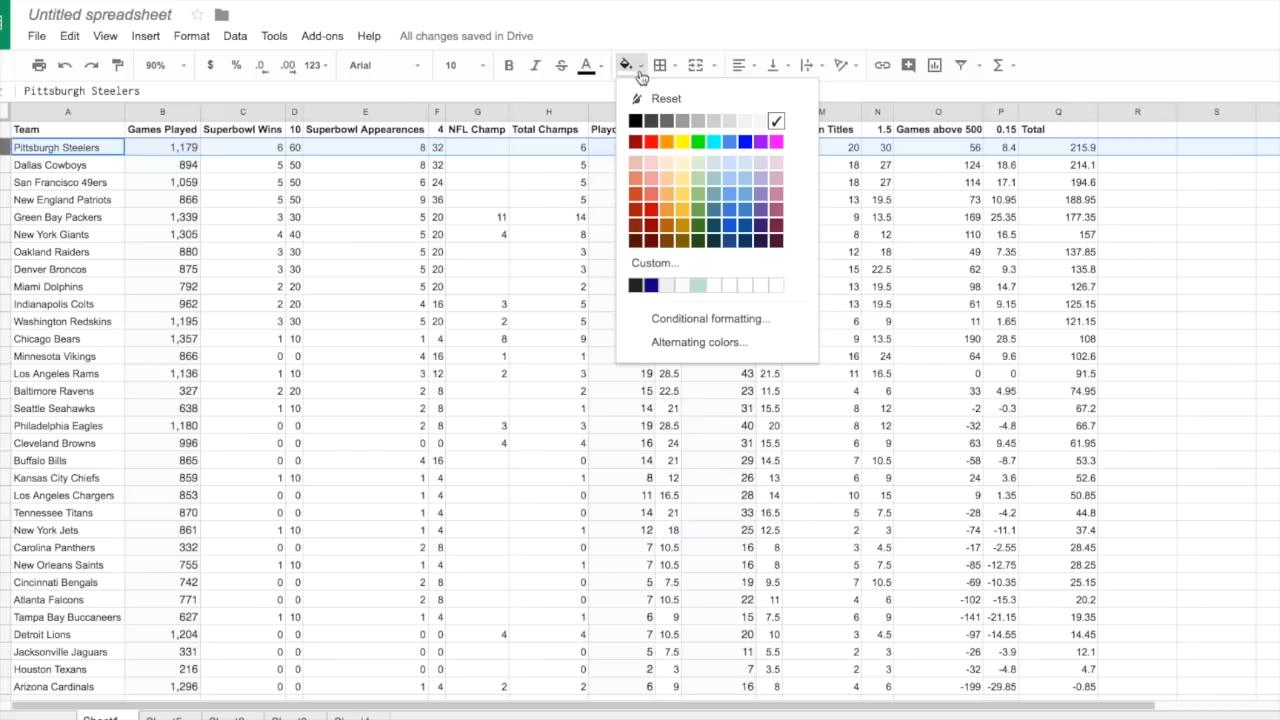 Untitled spreadsheet
File Edit View Insert Format Data Tools Add-ons Help All changes saved in Drive
90% $ % .0 .00 123 Arial 10 B I S A
Pittsburgh Steelers
A B C D E F G H M N O P Q R S
Team Games Played Superbowl Wins 10 Superbowl Appearences 4 NFL Champ Total Champs Titles 1.5 Games above 500 0.15 Total
Pittsburgh Steelers 1,179 6 60 8 32 6 20 30 56 8.4 215.9
Dallas Cowboys 894 5 50 8 32 5 18 27 124 18.6 214.1
San Francisco 49ers 1,059 5 50 6 24 5 18 27 114 17.1 194.6
New England Patriots 866 5 50 9 36 5 13 19.5 73 10.95 188.95
Green Bay Packers 1,339 3 30 5 20 11 14 9 13.5 169 25.35 177.35
New York Giants 1,305 4 40 5 20 4 8 8 12 110 16.5 157
Oakland Raiders 880 3 30 5 20 3 12 18 49 7.35 137.85
Denver Broncos 875 3 30 5 20 3 15 22.5 62 9.3 135.8
Miami Dolphins 792 2 20 5 20 2 13 19.5 98 14.7 126.7
Indianapolis Colts 962 2 20 4 16 3 5 13 19.5 61 9.15 125.15
Washington Redskins 1,195 3 30 5 20 2 5 6 9 11 1.65 121.15
Chicago Bears 1,357 1 10 1 4 8 9 9 13.5 190 28.5 108
Minnesota Vikings 866 0 0 4 16 1 1 16 24 64 9.6 102.6
Los Angeles Rams 1,136 1 10 3 12 2 3 19 28.5 43 21.5 11 16.5 0 0 91.5
Baltimore Ravens 327 2 20 2 8 2 15 22.5 23 11.5 4 6 33 4.95 74.95
Seattle Seahawks 638 1 10 2 8 1 14 21 31 15.5 8 12 -2 -0.3 67.2
Philadelphia Eagles 1,180 0 0 2 8 3 3 19 28.5 40 20 8 12 -32 -4.8 66.7
Cleveland Browns 996 0 0 0 0 4 4 16 24 31 15.5 6 9 63 9.45 61.95
Buffalo Bills 865 0 0 4 16 0 14 21 29 14.5 7 10.5 -58 -8.7 53.3
Kansas City Chiefs 859 1 10 1 4 1 8 12 26 13 6 9 24 3.6 52.6
Los Angeles Chargers 853 0 0 1 4 0 11 16.5 28 14 10 15 9 1.35 50.85
Tennessee Titans 870 0 0 1 4 0 14 21 33 16.5 5 7.5 -28 -4.2 44.8
New York Jets 861 1 10 1 4 1 12 18 25 12.5 2 3 -74 -11.1 37.4
Carolina Panthers 332 0 0 2 8 0 7 10.5 16 8 3 4.5 -17 -2.55 28.45
New Orleans Saints 755 1 10 1 4 1 7 10.5 16 8 5 7.5 -85 -12.75 28.25
Cincinnati Bengals 742 0 0 2 8 0 5 7.5 19 9.5 7 10.5 -69 -10.35 25.15
Atlanta Falcons 771 0 0 2 8 0 7 10.5 22 11 4 6 -102 -15.3 20.2
Tampa Bay Buccaneers 627 1 10 1 4 1 6 9 15 7.5 6 9 -141 -21.15 19.35
Detroit Lions 1,204 0 0 0 0 4 4 7 10.5 20 10 3 4.5 -97 -14.55 14.45
Jacksonville Jaguars 331 0 0 0 0 0 5 7.5 11 5.5 2 3 -26 -3.9 12.1
Houston Texans 216 0 0 0 0 0 2 3 7 3.5 2 3 -32 -4.8 4.7
Arizona Cardinals 1,296 0 0 1 4 2 2 6 9 16 8 4 6 -199 -29.85 -0.85
Reset
Custom...
Conditional formatting...
Alternating colors...